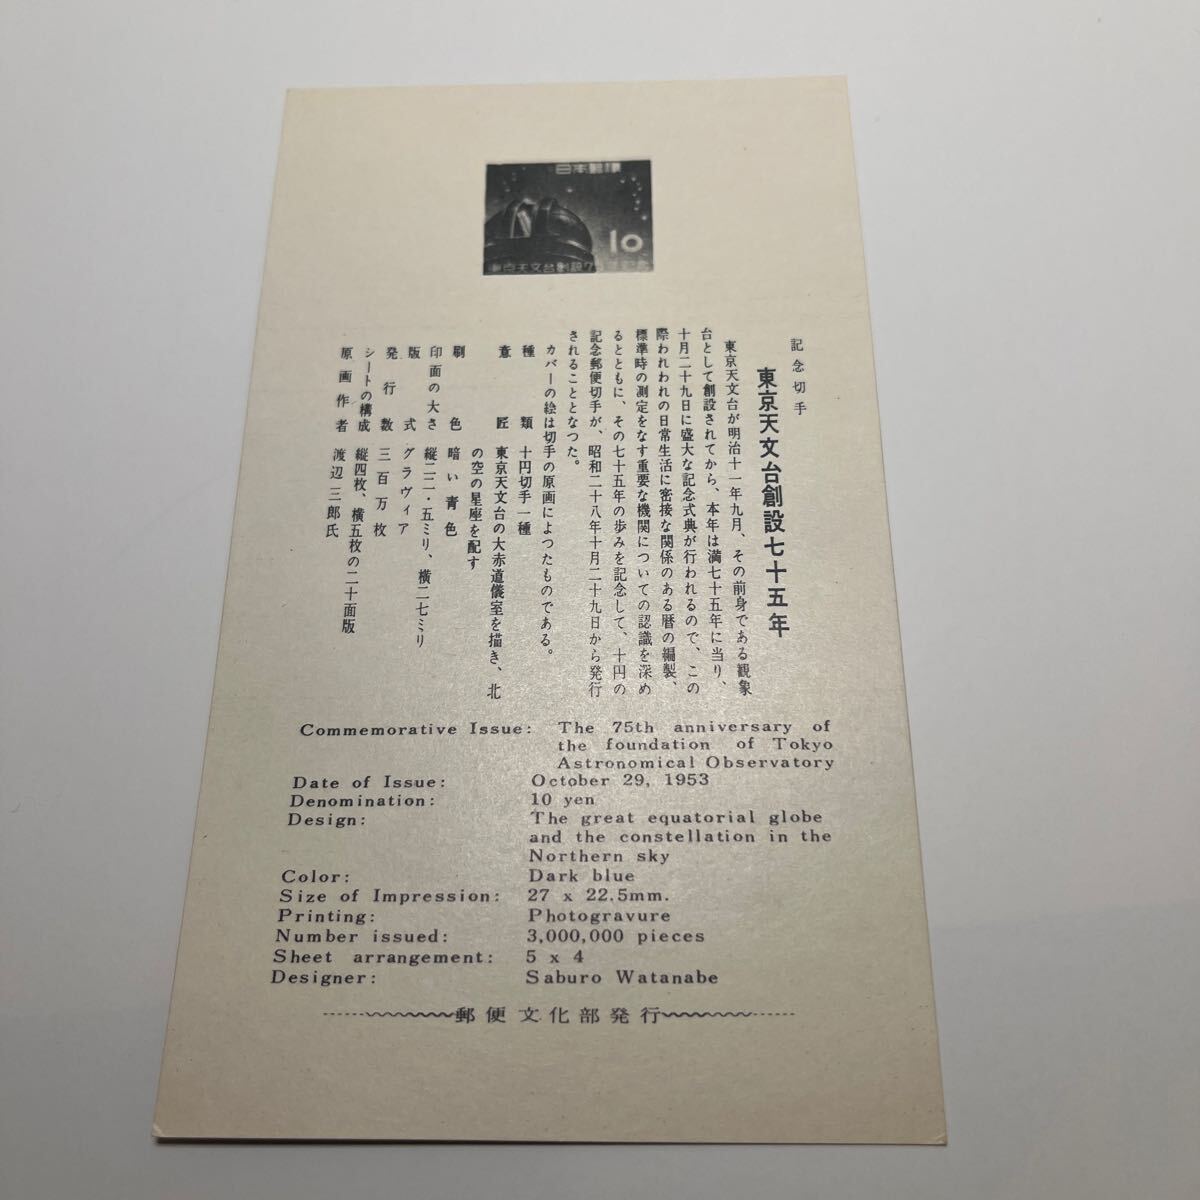 日本郵便
10
東京天文台創設75年記念
記念切手
東京天文台創設七十五年
東京天文台が明治十一年九月、その前身である観象
台として創設されてから、本年は満七十五年に当り、
十月二十九日に盛大な記念式典が行われるので、この
際われわれの日常生活に密接な関係のある暦の編製、
標準時の測定をなす重要な機関についての認識を深め
るとともに、その七十五年の歩みを記念して、十円の
記念郵便切手が、昭和二十八年十月二十九日から発行
されることとなつた。
カバーの絵は切手の原画によつたものである。
種類 十円切手一種
意匠 東京天文台の大赤道儀室を描き、北
の空の星座を配す
刷色 暗い青色
印面の大きさ 縦二二・五ミリ、横二七ミリ
版式 グラヴィア
発行数 三百万枚
シートの構成 縦四枚、横五枚の二十面版
原画作者 渡辺三郎氏
Commemorative Issue: The 75th anniversary of
the foundation of Tokyo
Astronomical Observatory
Date of Issue: October 29, 1953
Denomination: 10 yen
Design: The great equatorial globe
and the constellation in the
Northern sky
Color: Dark blue
Size of Impression: 27 x 22.5mm.
Printing: Photogravure
Number issued: 3,000,000 pieces
Sheet arrangement: 5 x 4
Designer: Saburo Watanabe
郵便文化部発行